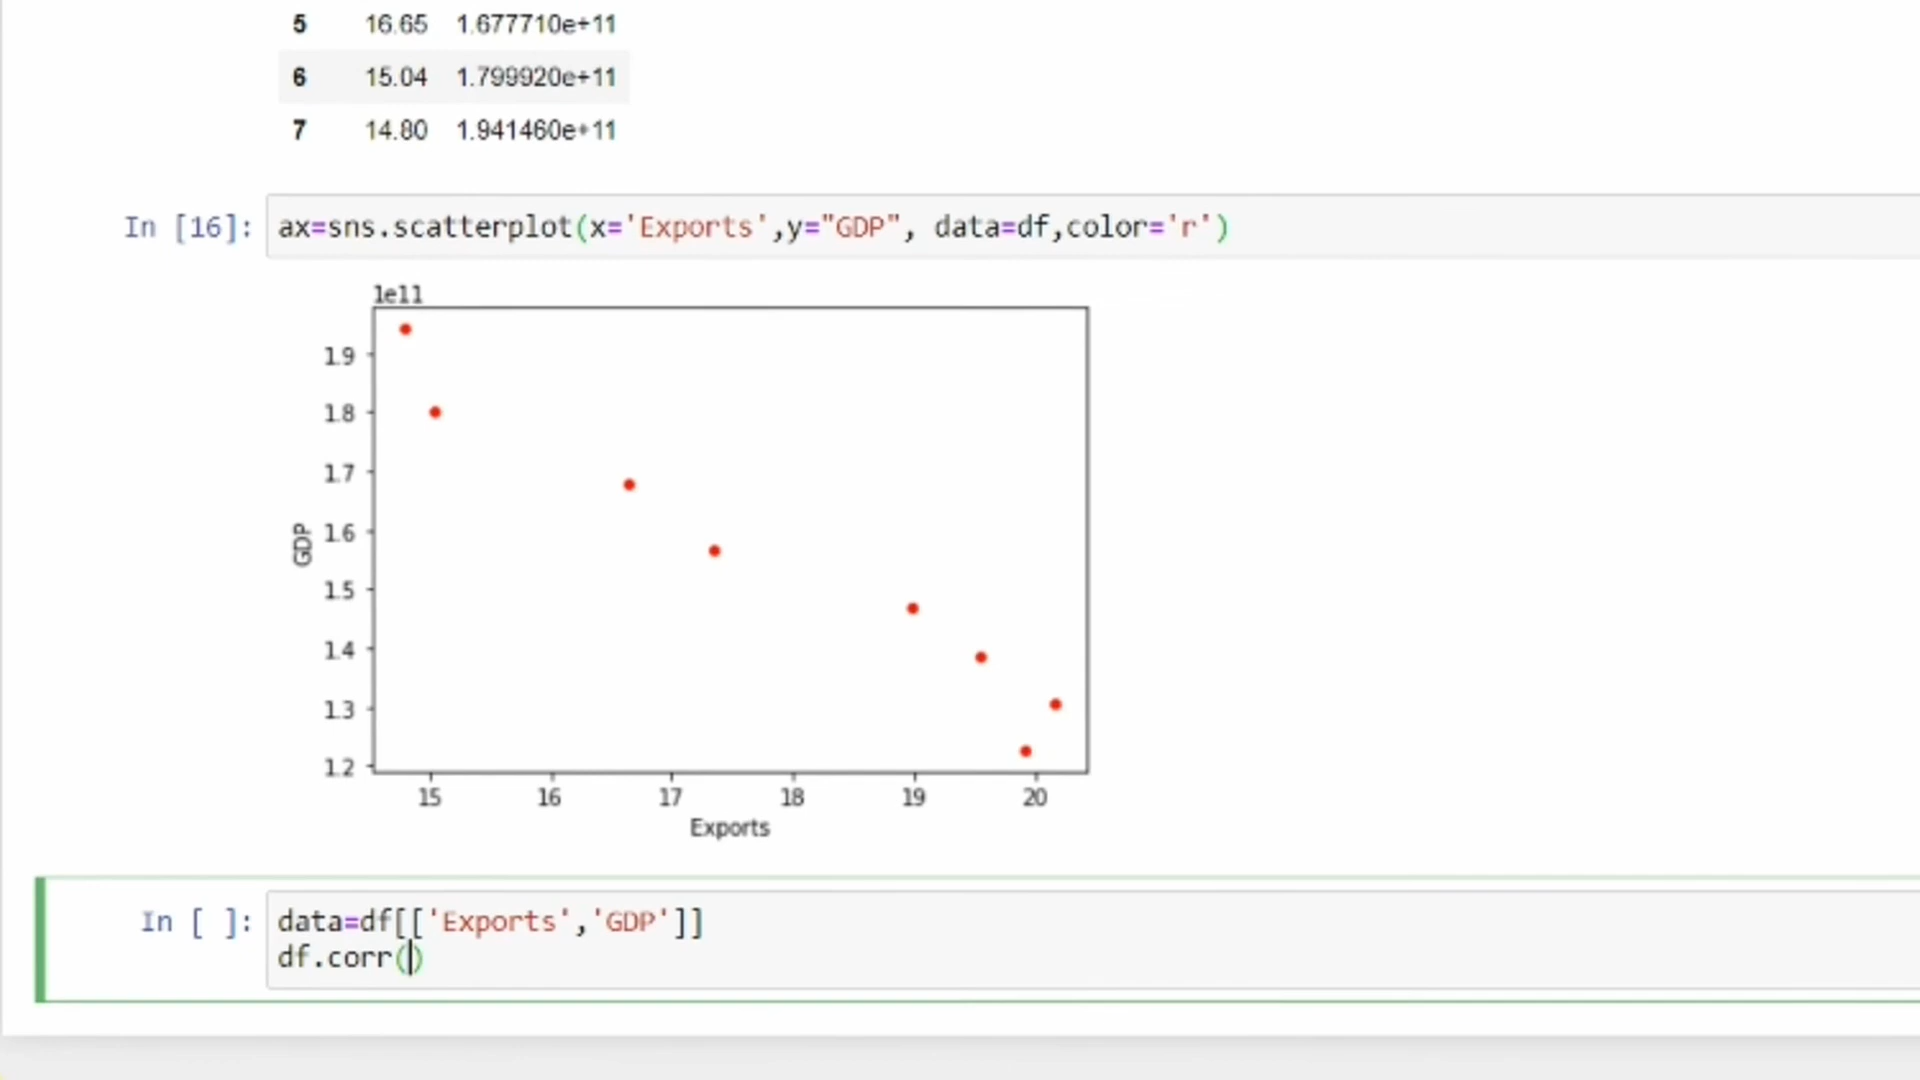 5 16.65 1.677710e+11
6 15.04 1.799920e+11
7 14.80 1.941460e+11
In [16]: ax=sns.scatterplot(x='Exports',y="GDP", data=df,color='r')
1e11
1.9
1.8
1.7
1.6
1.5
1.4
1.3
1.2
GDP
15 16 17 18 19 20
Exports
In [ ]: data=df[['Exports','GDP']]
df.corr()